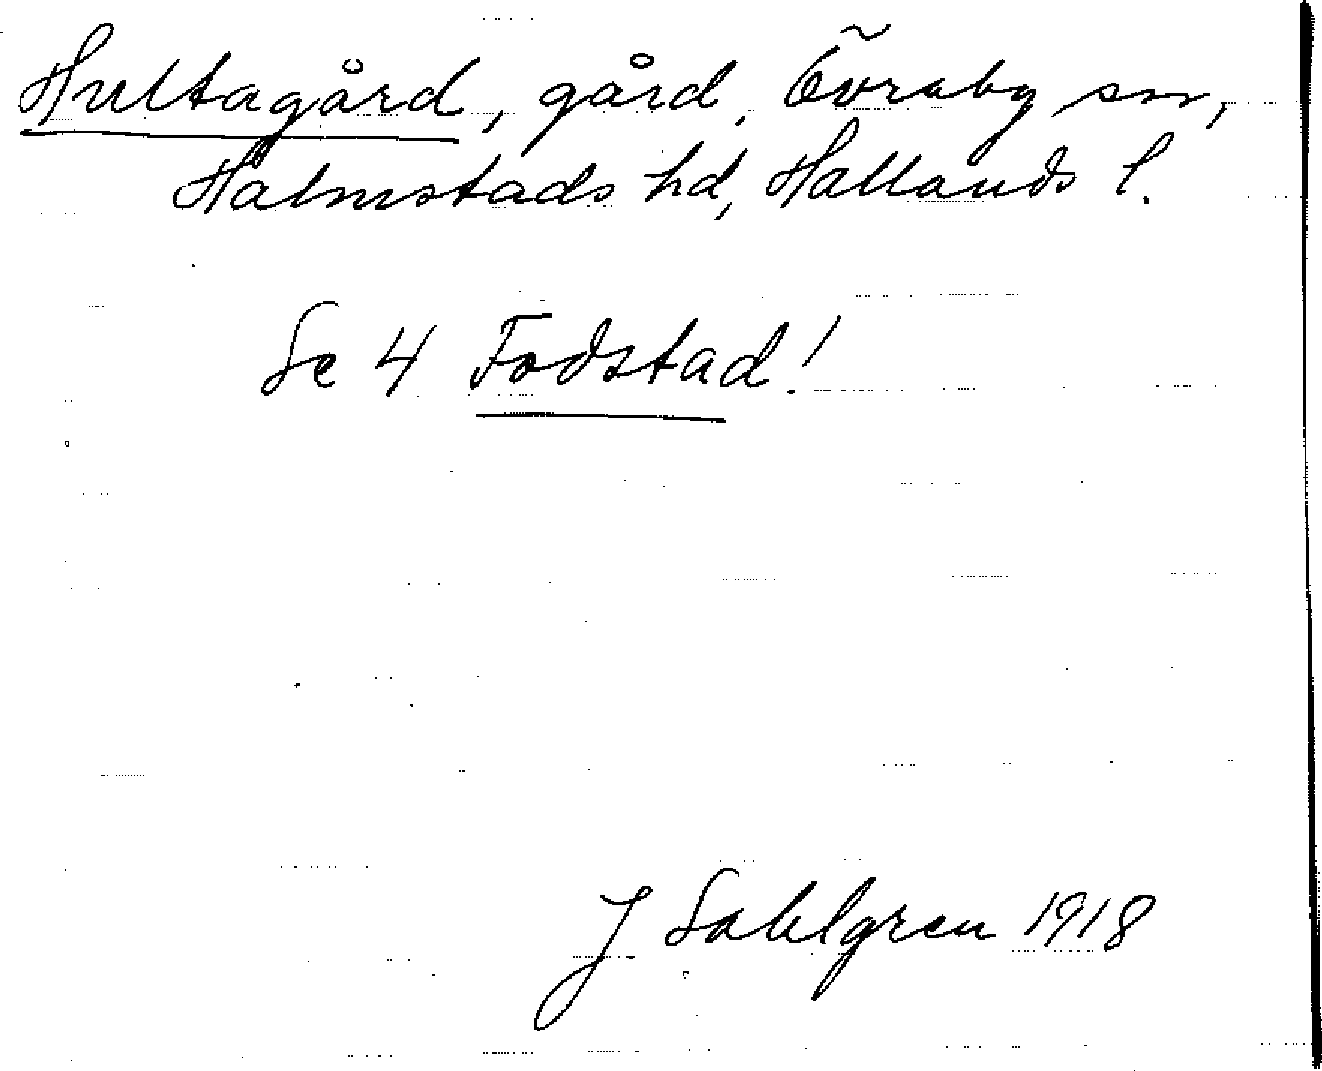 Hultagård, gård, Övraby sn,
Halmstads hd, Hallands l.
Se 4 Fodstad!
J Sahlgren 1918